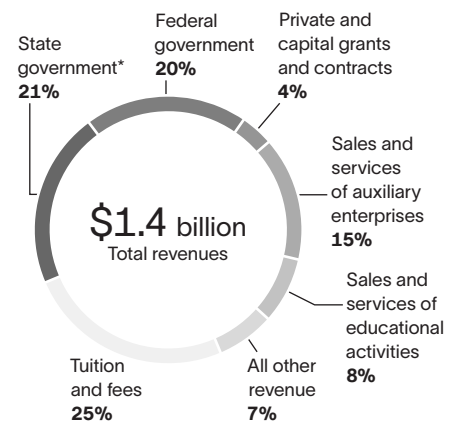 State
government*
21%
Federal
government
20%
Private and
capital grants
and contracts
4%
Sales and
services
of auxiliary
enterprises
15%
Sales and
services of
educational
activities
8%
All other
revenue
7%
Tuition
and fees
25%
$1.4 billion
Total revenues